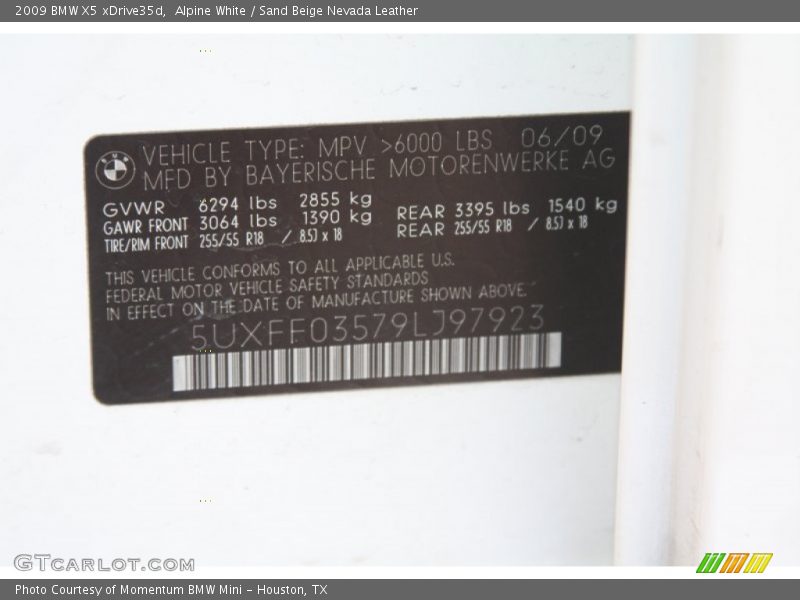 2009 BMW X5 xDrive35d, Alpine White / Sand Beige Nevada Leather
VEHICLE TYPE: MPV >6000 LBS 06/09
MFD BY BAYERISCHE MOTORENWERKE AG
GVWR 6294 lbs 2855 kg
GAWR FRONT 3064 lbs 1390 kg REAR 3395 lbs 1540 kg
TIRE/RIM FRONT 255/55 R18 / 8.5J x 18 REAR 255/55 R18 / 8.5J x 18
THIS VEHICLE CONFORMS TO ALL APPLICABLE U.S.
FEDERAL MOTOR VEHICLE SAFETY STANDARDS
IN EFFECT ON THE DATE OF MANUFACTURE SHOWN ABOVE.
5UXFF03579LJ97923
GTCARLOT.COM
Photo Courtesy of Momentum BMW Mini - Houston, TX